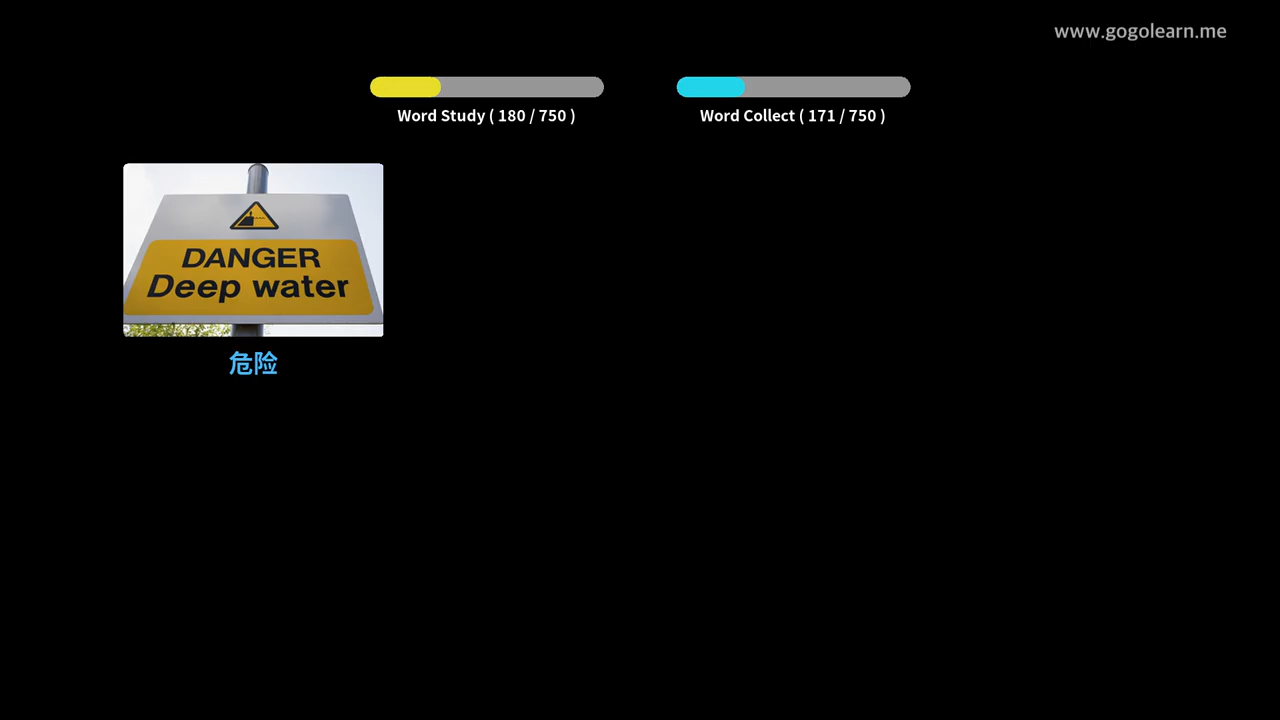 www.gogolearn.me
Word Study ( 180 / 750 )
Word Collect ( 171 / 750 )
DANGER
Deep water
危险